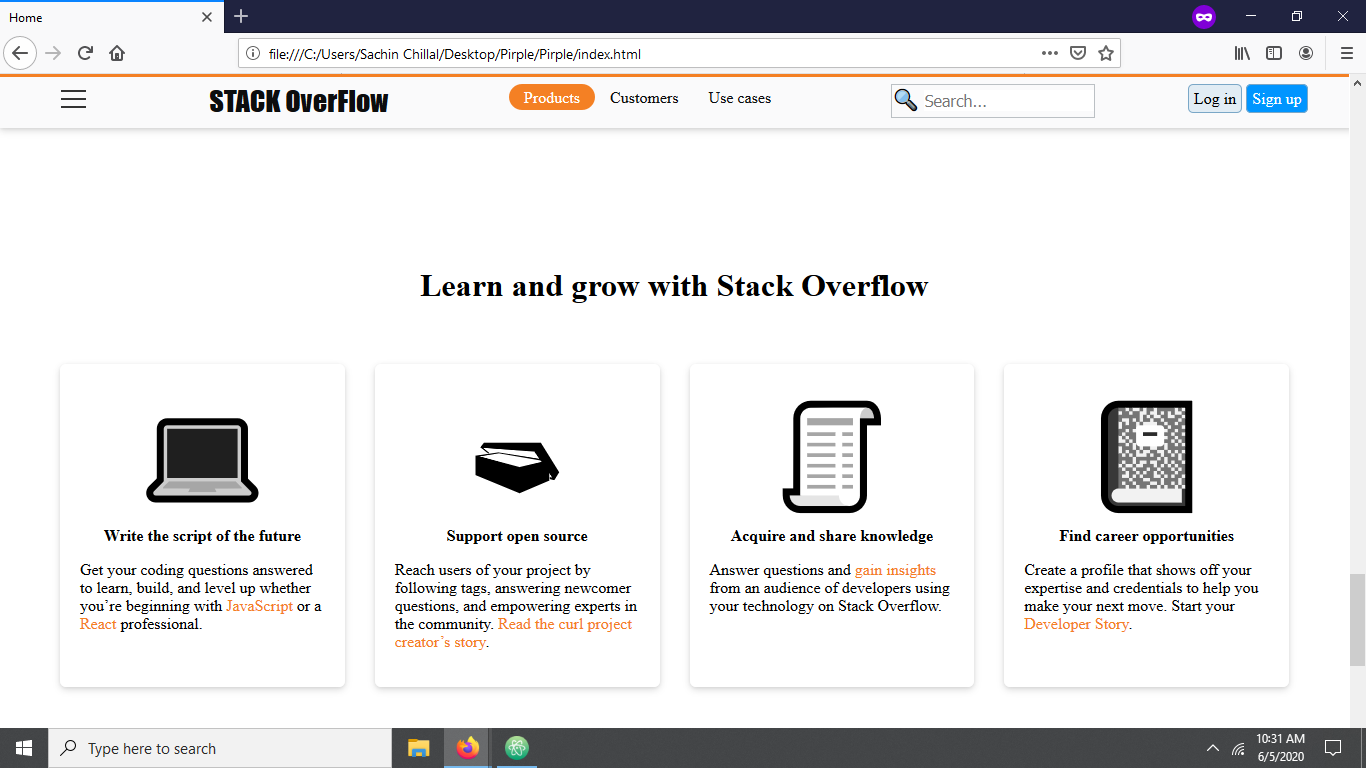 Home
file:///C:/Users/Sachin Chillal/Desktop/Pirple/Pirple/index.html
STACK OverFlow
Products
Customers
Use cases
Search...
Log in
Sign up
Learn and grow with Stack Overflow
Write the script of the future
Get your coding questions answered
to learn, build, and level up whether
you’re beginning with JavaScript or a
React professional.
Support open source
Reach users of your project by
following tags, answering newcomer
questions, and empowering experts in
the community. Read the curl project
creator’s story.
Acquire and share knowledge
Answer questions and gain insights
from an audience of developers using
your technology on Stack Overflow.
Find career opportunities
Create a profile that shows off your
expertise and credentials to help you
make your next move. Start your
Developer Story.
Type here to search
10:31 AM
6/5/2020